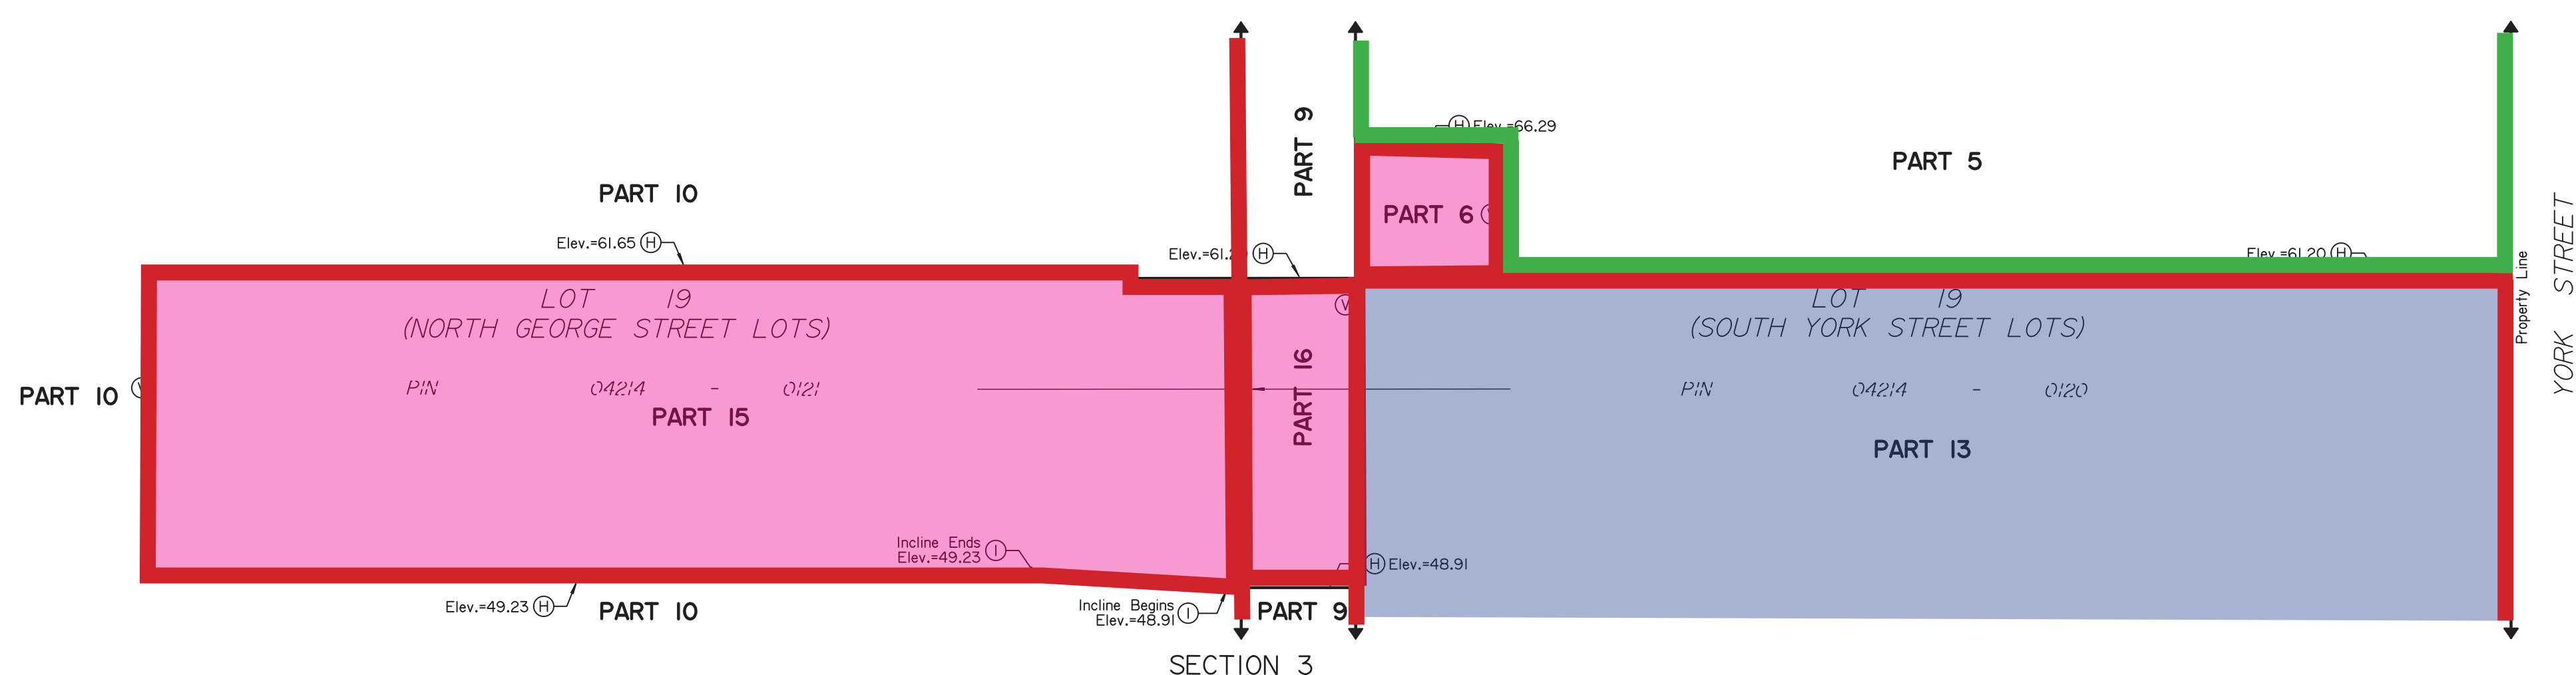 PART 9
H Elev.=66.29
PART 5
PART 10
PART 6
Elev.=61.65 H
H
Elev.=61.20 H
LOT 19
(NORTH GEORGE STREET LOTS)
V
LOT 19
(SOUTH YORK STREET LOTS)
Property Line
YORK STREET
PART 10
PIN 04214 - 0121
PART 15
PART 16
PIN 04214 - 0120
PART 13
Incline Ends
Elev.=49.23 I
H Elev.=48.91
Elev.=49.23 H
PART 10
Incline Begins
Elev.=48.91 I
PART 9
SECTION 3